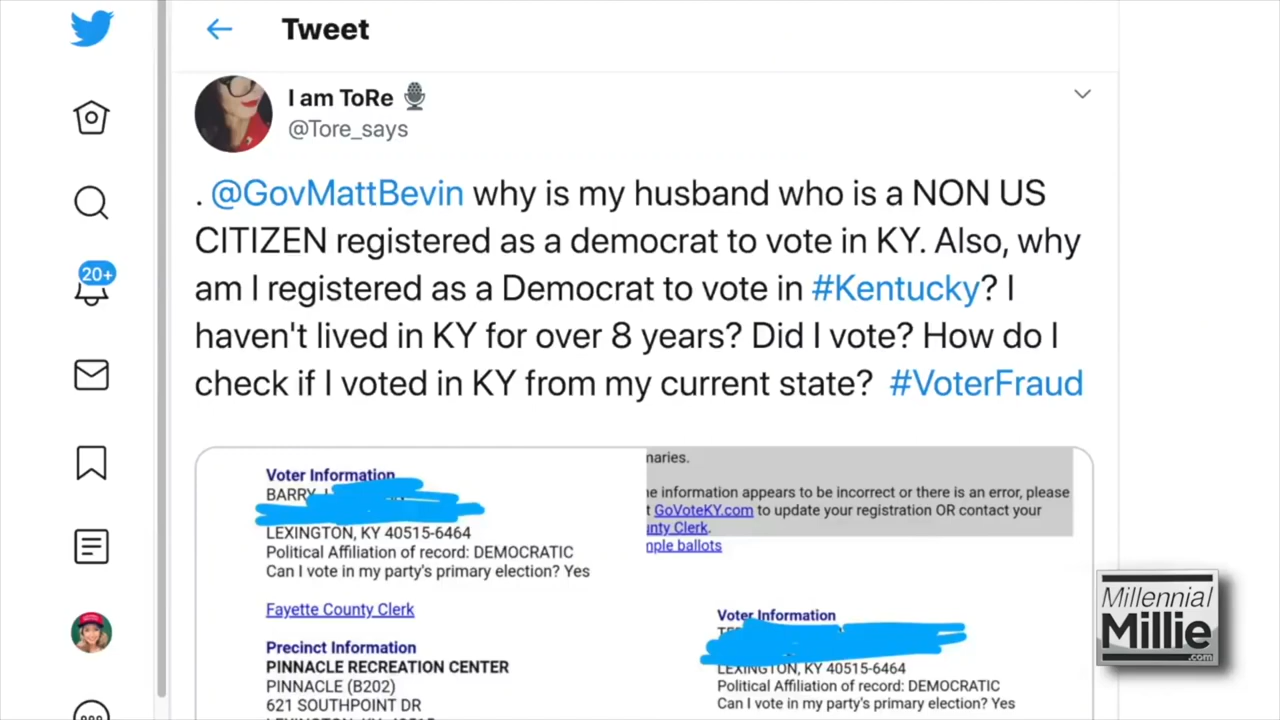 Tweet
I am ToRe
@Tore_says
. @GovMattBevin why is my husband who is a NON US
CITIZEN registered as a democrat to vote in KY. Also, why
am I registered as a Democrat to vote in #Kentucky? I
haven't lived in KY for over 8 years? Did I vote? How do I
check if I voted in KY from my current state? #VoterFraud
20+
Voter Information
BARRY
LEXINGTON, KY 40515-6464
Political Affiliation of record: DEMOCRATIC
Can I vote in my party's primary election? Yes
Fayette County Clerk
Precinct Information
PINNACLE RECREATION CENTER
PINNACLE (B202)
621 SOUTHPOINT DR
naries.
e information appears to be incorrect or there is an error, please
t GoVoteKY.com to update your registration OR contact your
unty Clerk.
mple ballots
Voter Information
LEXINGTON, KY 40515-6464
Political Affiliation of record: DEMOCRATIC
Can I vote in my party's primary election? Yes
Millennial
Millie
.com